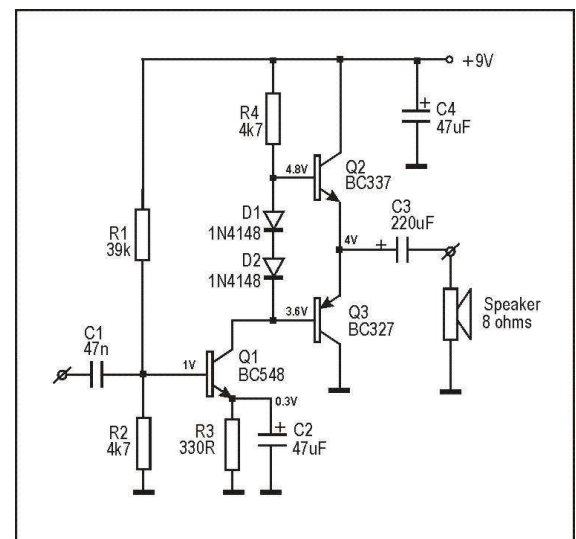 +9V
R4
4k7
C4
47uF
4.8V
Q2
BC337
D1
1N4148
C3
220uF
R1
39k
4V
D2
1N4148
3.6V
Q3
BC327
Speaker
8 ohms
C1
47n
1V
Q1
BC548
0.3V
R2
4k7
R3
330R
C2
47uF
+
+
+